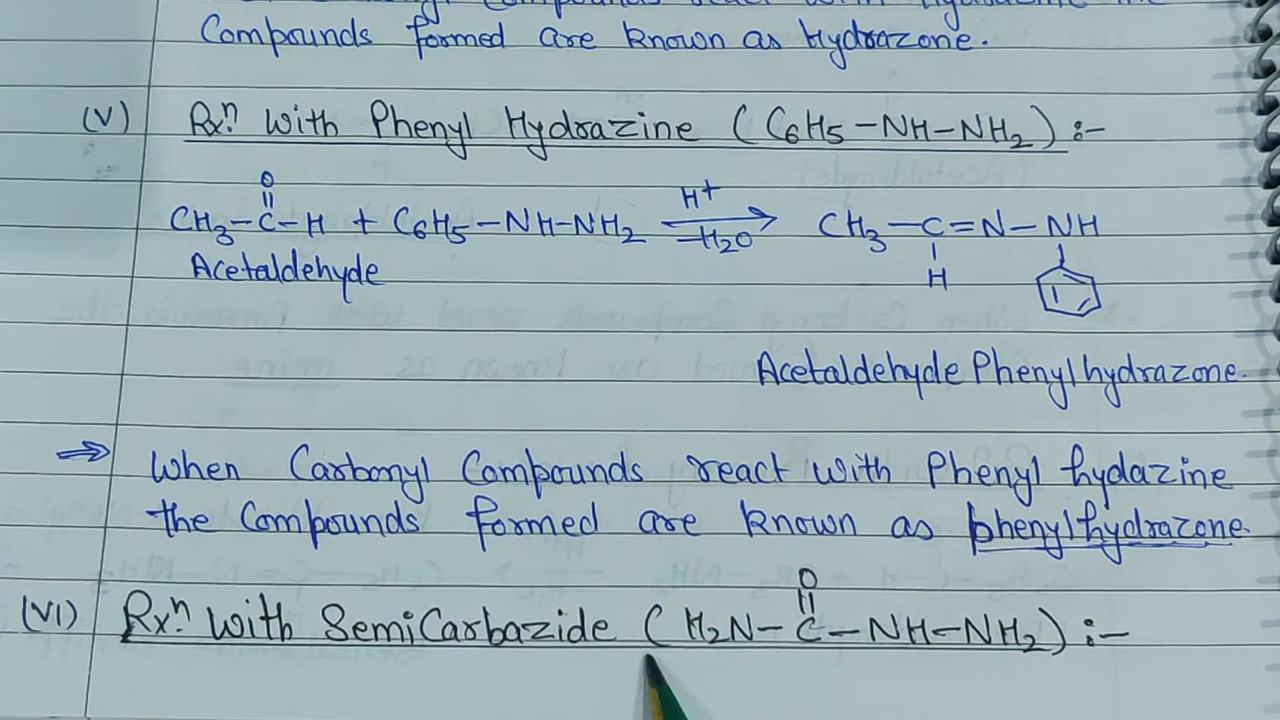 Compounds formed are known as Hydrazone.
(V) Rxⁿ. With Phenyl Hydrazine (C6H5-NH-NH2) :-
O
||
CH3-C-H + C6H5-NH-NH2 H+ -H2O → CH3-C=N-NH
Acetaldehyde H
Acetaldehyde Phenylhydrazone.
⇒ When Carbonyl Compounds react with Phenyl hydazine
the Compounds formed are known as phenylhydrazone.
O
||
(VI) Rxⁿ. With SemiCarbazide (H2N-C-NH-NH2) :-